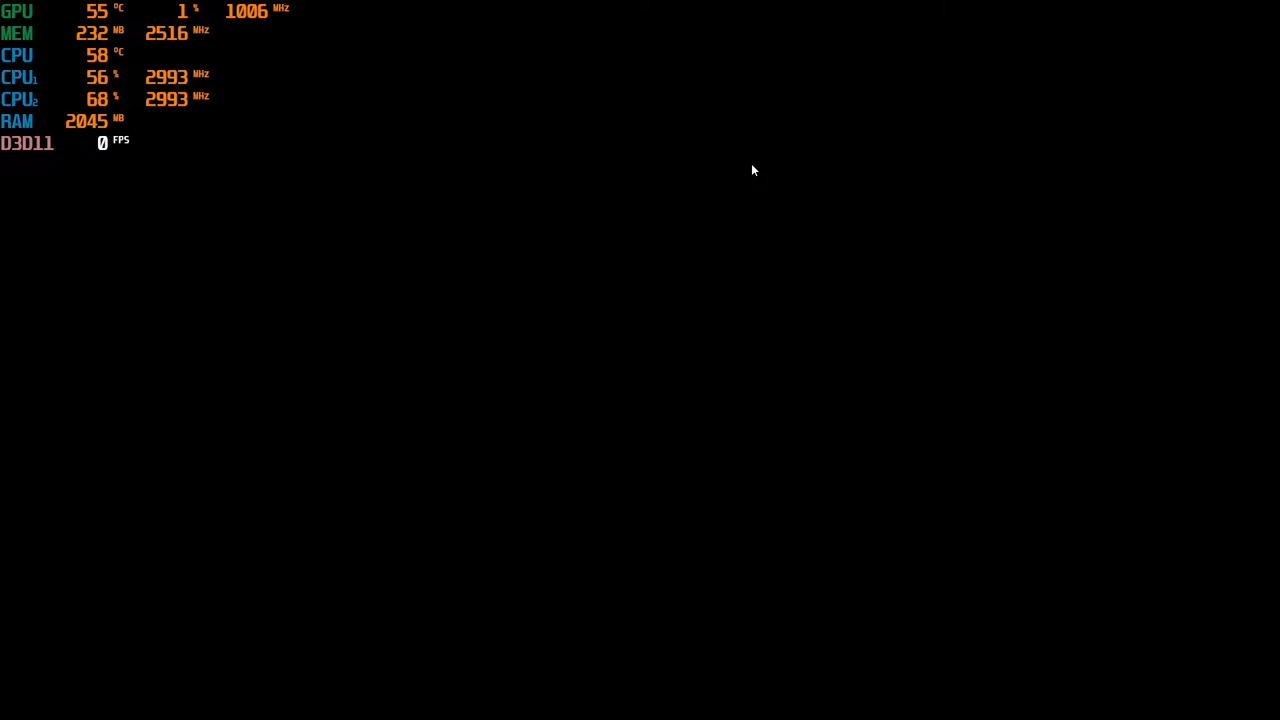 GPU 55 °C 1 % 1006 MHz
MEM 232 MB 2516 MHz
CPU 58 °C
CPU1 56 % 2993 MHz
CPU2 68 % 2993 MHz
RAM 2045 MB
D3D11 0 FPS